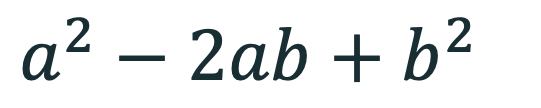 a² − 2ab + b²